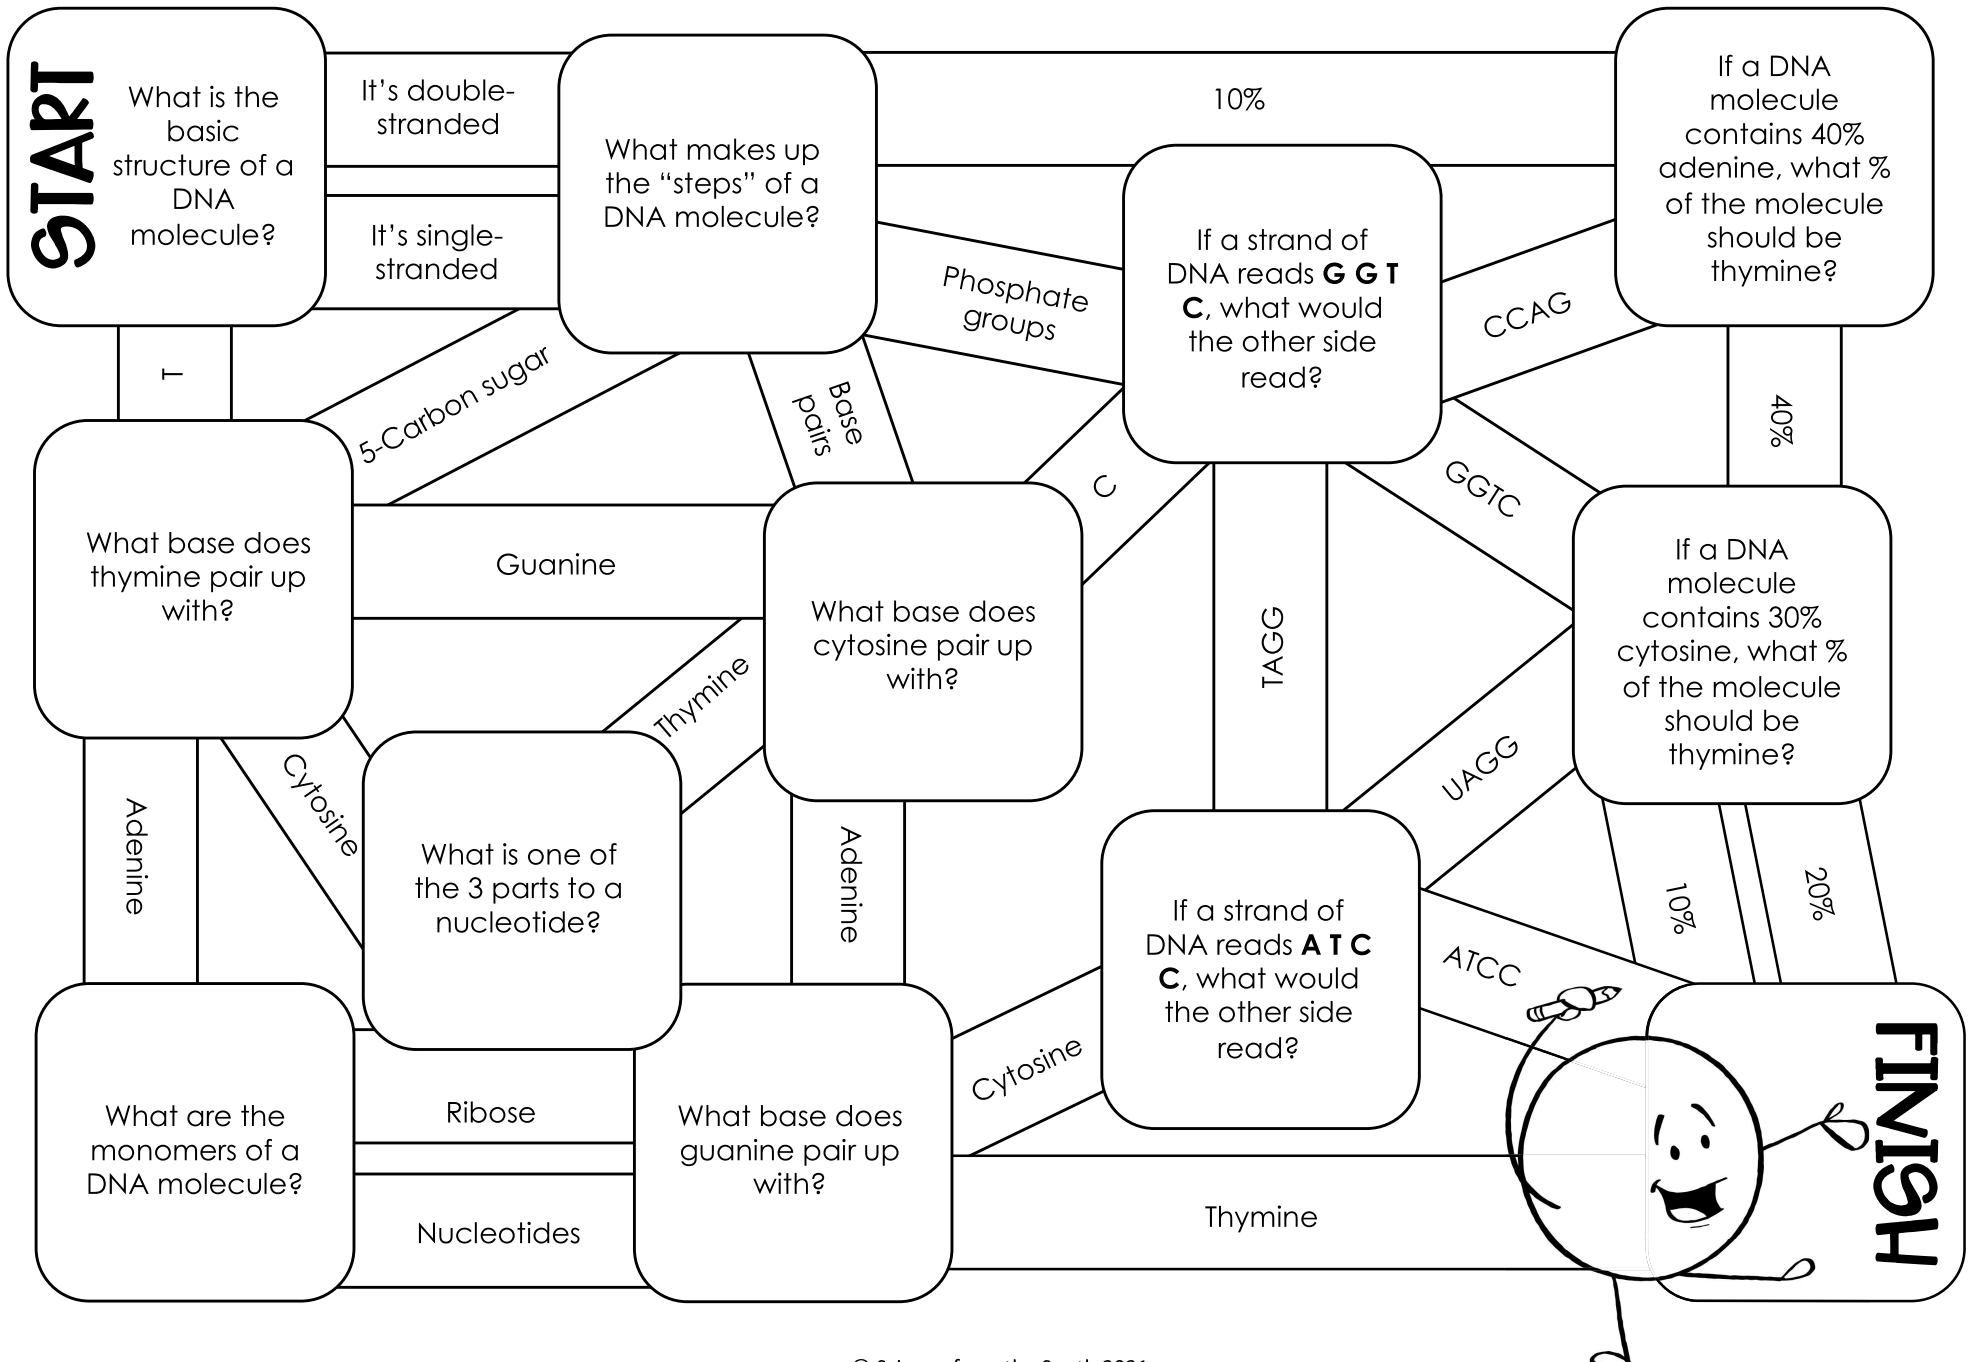 START
What is the
basic
structure of a
DNA
molecule?
It's double-
stranded
It's single-
stranded
What makes up
the “steps” of a
DNA molecule?
10%
If a DNA
molecule
contains 40%
adenine, what %
of the molecule
should be
thymine?
Phosphate
groups
If a strand of
DNA reads G G T
C, what would
the other side
read?
CCAG
T
5-Carbon sugar
Base
pairs
C
GGTC
40%
What base does
thymine pair up
with?
Guanine
What base does
cytosine pair up
with?
TAGG
If a DNA
molecule
contains 30%
cytosine, what %
of the molecule
should be
thymine?
Thymine
UAGG
Adenine
Cytosine
What is one of
the 3 parts to a
nucleotide?
Adenine
If a strand of
DNA reads A T C
C, what would
the other side
read?
ATCC
10%
20%
What are the
monomers of a
DNA molecule?
Ribose
Nucleotides
What base does
guanine pair up
with?
Cytosine
Thymine
FINISH